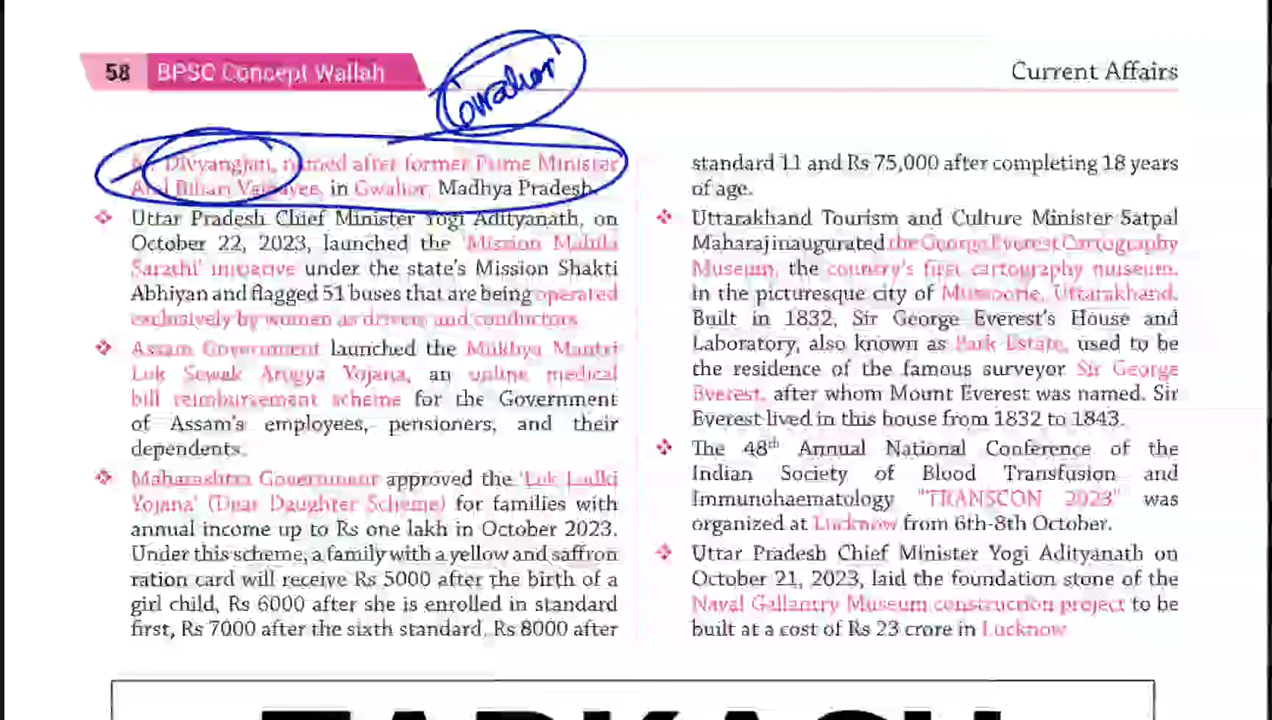 58 BPSC Concept Wallah
Current Affairs
Gwalior
Divyangjan, named after former Prime Minister
Atal Bihari Vajpayee, in Gwalior, Madhya Pradesh.
❖ Uttar Pradesh Chief Minister Yogi Adityanath, on
October 22, 2023, launched the 'Mission Mahila
Sarathi' initiative under the state's Mission Shakti
Abhiyan and flagged 51 buses that are being operated
exclusively by women as drivers and conductors.
❖ Assam Government launched the Mukhya Mantri
Lok Sewak Arogya Yojana, an online medical
bill reimbursement scheme for the Government
of Assam's employees, pensioners, and their
dependents.
❖ Maharashtra Government approved the 'Lek Ladki
Yojana' (Dear Daughter Scheme) for families with
annual income up to Rs one lakh in October 2023.
Under this scheme, a family with a yellow and saffron
ration card will receive Rs 5000 after the birth of a
girl child, Rs 6000 after she is enrolled in standard
first, Rs 7000 after the sixth standard, Rs 8000 after
standard 11 and Rs 75,000 after completing 18 years
of age.
❖ Uttarakhand Tourism and Culture Minister Satpal
Maharaj inaugurated the George Everest Cartography
Museum, the country's first cartography museum,
in the picturesque city of Mussoorie, Uttarakhand.
Built in 1832, Sir George Everest's House and
Laboratory, also known as Park Estate, used to be
the residence of the famous surveyor Sir George
Everest, after whom Mount Everest was named. Sir
Everest lived in this house from 1832 to 1843.
❖ The 48th Annual National Conference of the
Indian Society of Blood Transfusion and
Immunohaematology "TRANSCON 2023" was
organized at Lucknow from 6th-8th October.
❖ Uttar Pradesh Chief Minister Yogi Adityanath on
October 21, 2023, laid the foundation stone of the
Naval Gallantry Museum construction project to be
built at a cost of Rs 23 crore in Lucknow